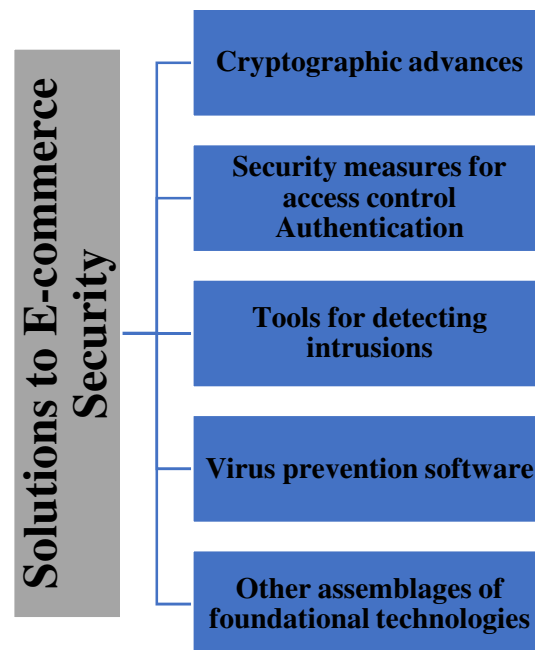 Solutions to E-commerce
Security
Cryptographic advances
Security measures for
access control
Authentication
Tools for detecting
intrusions
Virus prevention software
Other assemblages of
foundational technologies